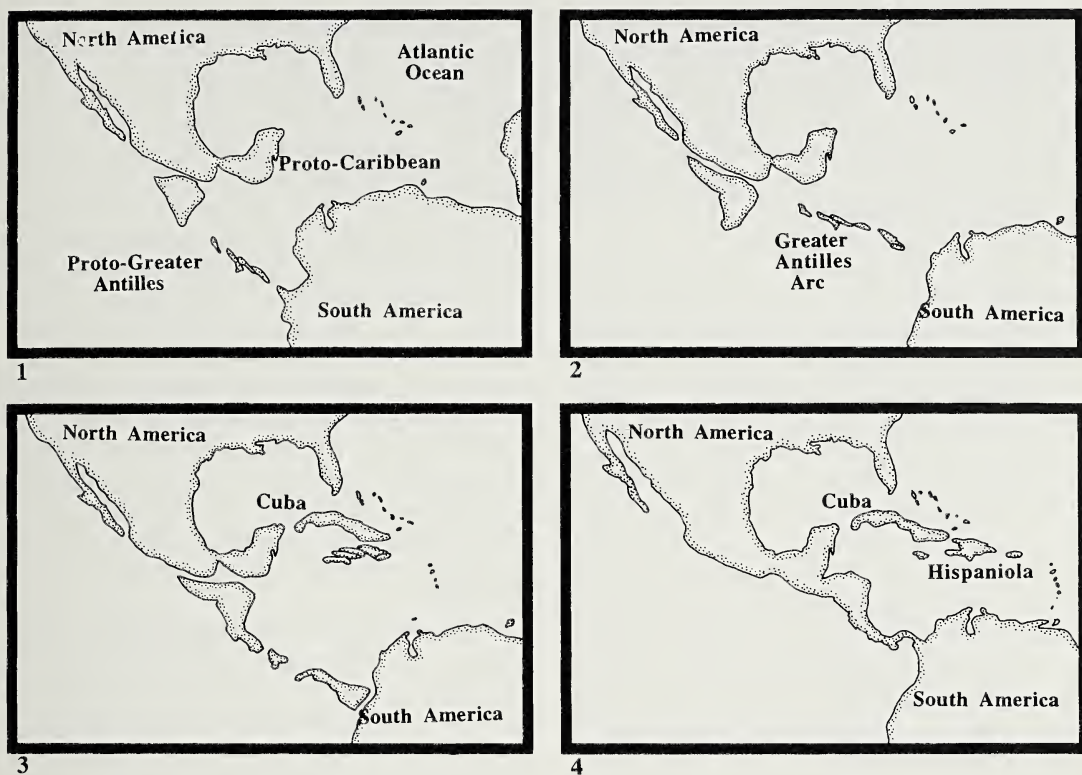 North America
Atlantic
Ocean
Proto-Caribbean
Proto-Greater
Antilles
South America
1
North America
Greater
Antilles
Arc
South America
2
North America
Cuba
South America
3
North America
Cuba
Hispaniola
South America
4